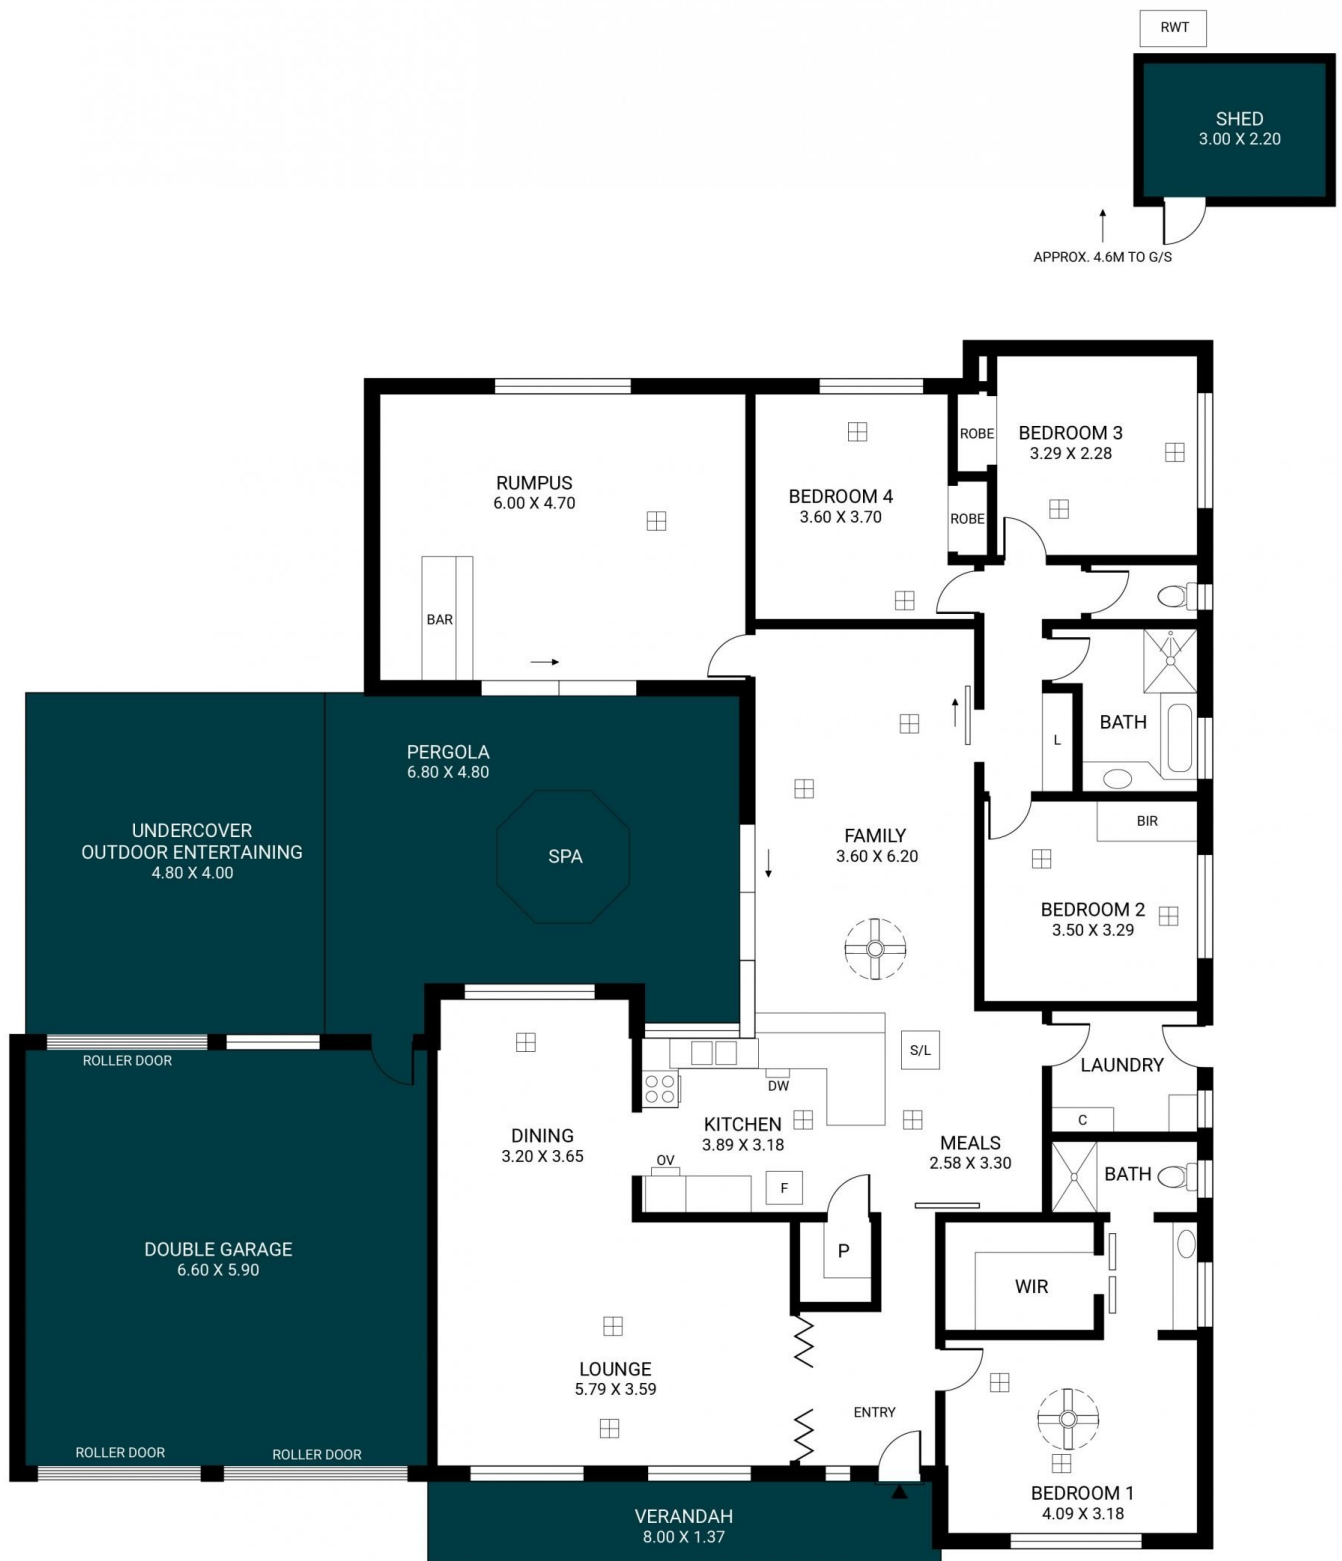 RWT
SHED
3.00 X 2.20
APPROX. 4.6M TO G/S
ROBE
BEDROOM 3
3.29 X 2.28
RUMPUS
6.00 X 4.70
BEDROOM 4
3.60 X 3.70
ROBE
BAR
BATH
L
PERGOLA
6.80 X 4.80
UNDERCOVER
OUTDOOR ENTERTAINING
4.80 X 4.00
SPA
FAMILY
3.60 X 6.20
BIR
BEDROOM 2
3.50 X 3.29
ROLLER DOOR
S/L
LAUNDRY
DW
C
KITCHEN
3.89 X 3.18
DINING
3.20 X 3.65
MEALS
2.58 X 3.30
OV
F
BATH
DOUBLE GARAGE
6.60 X 5.90
P
WIR
LOUNGE
5.79 X 3.59
ENTRY
ROLLER DOOR
ROLLER DOOR
BEDROOM 1
4.09 X 3.18
VERANDAH
8.00 X 1.37